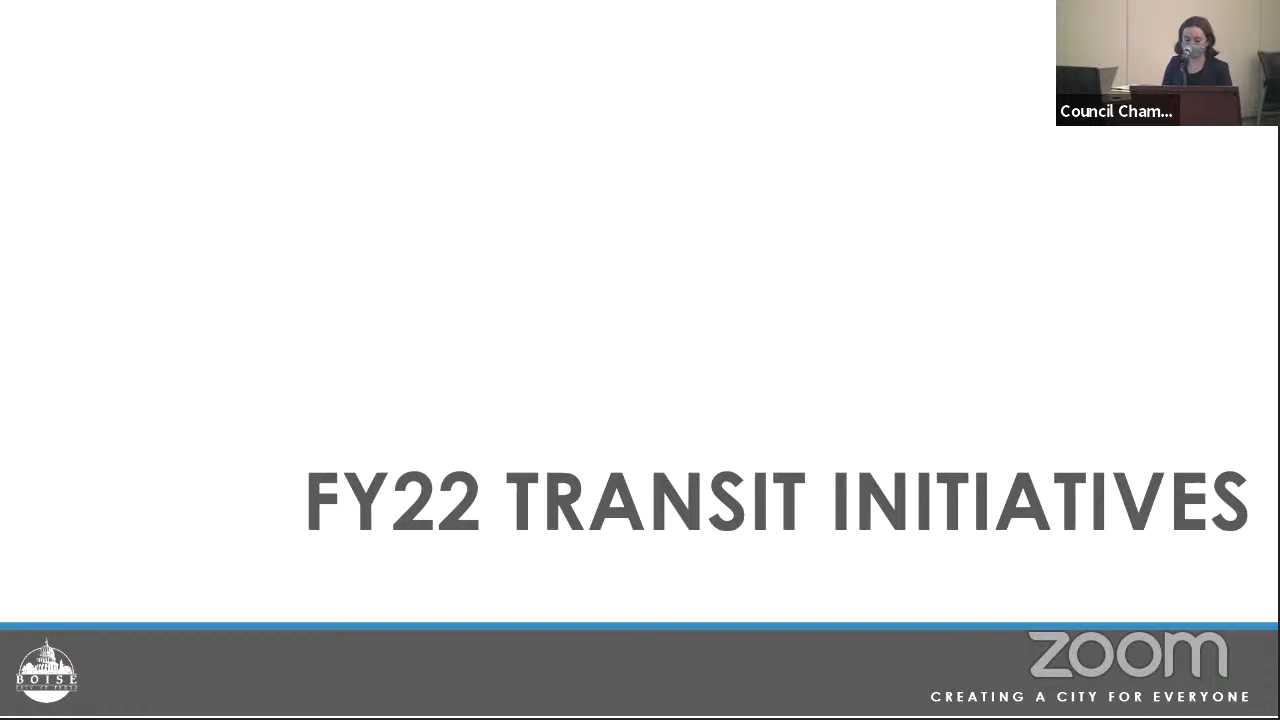 Council Cham...
FY22 TRANSIT INITIATIVES
BOISE
zoom
CREATING A CITY FOR EVERYONE